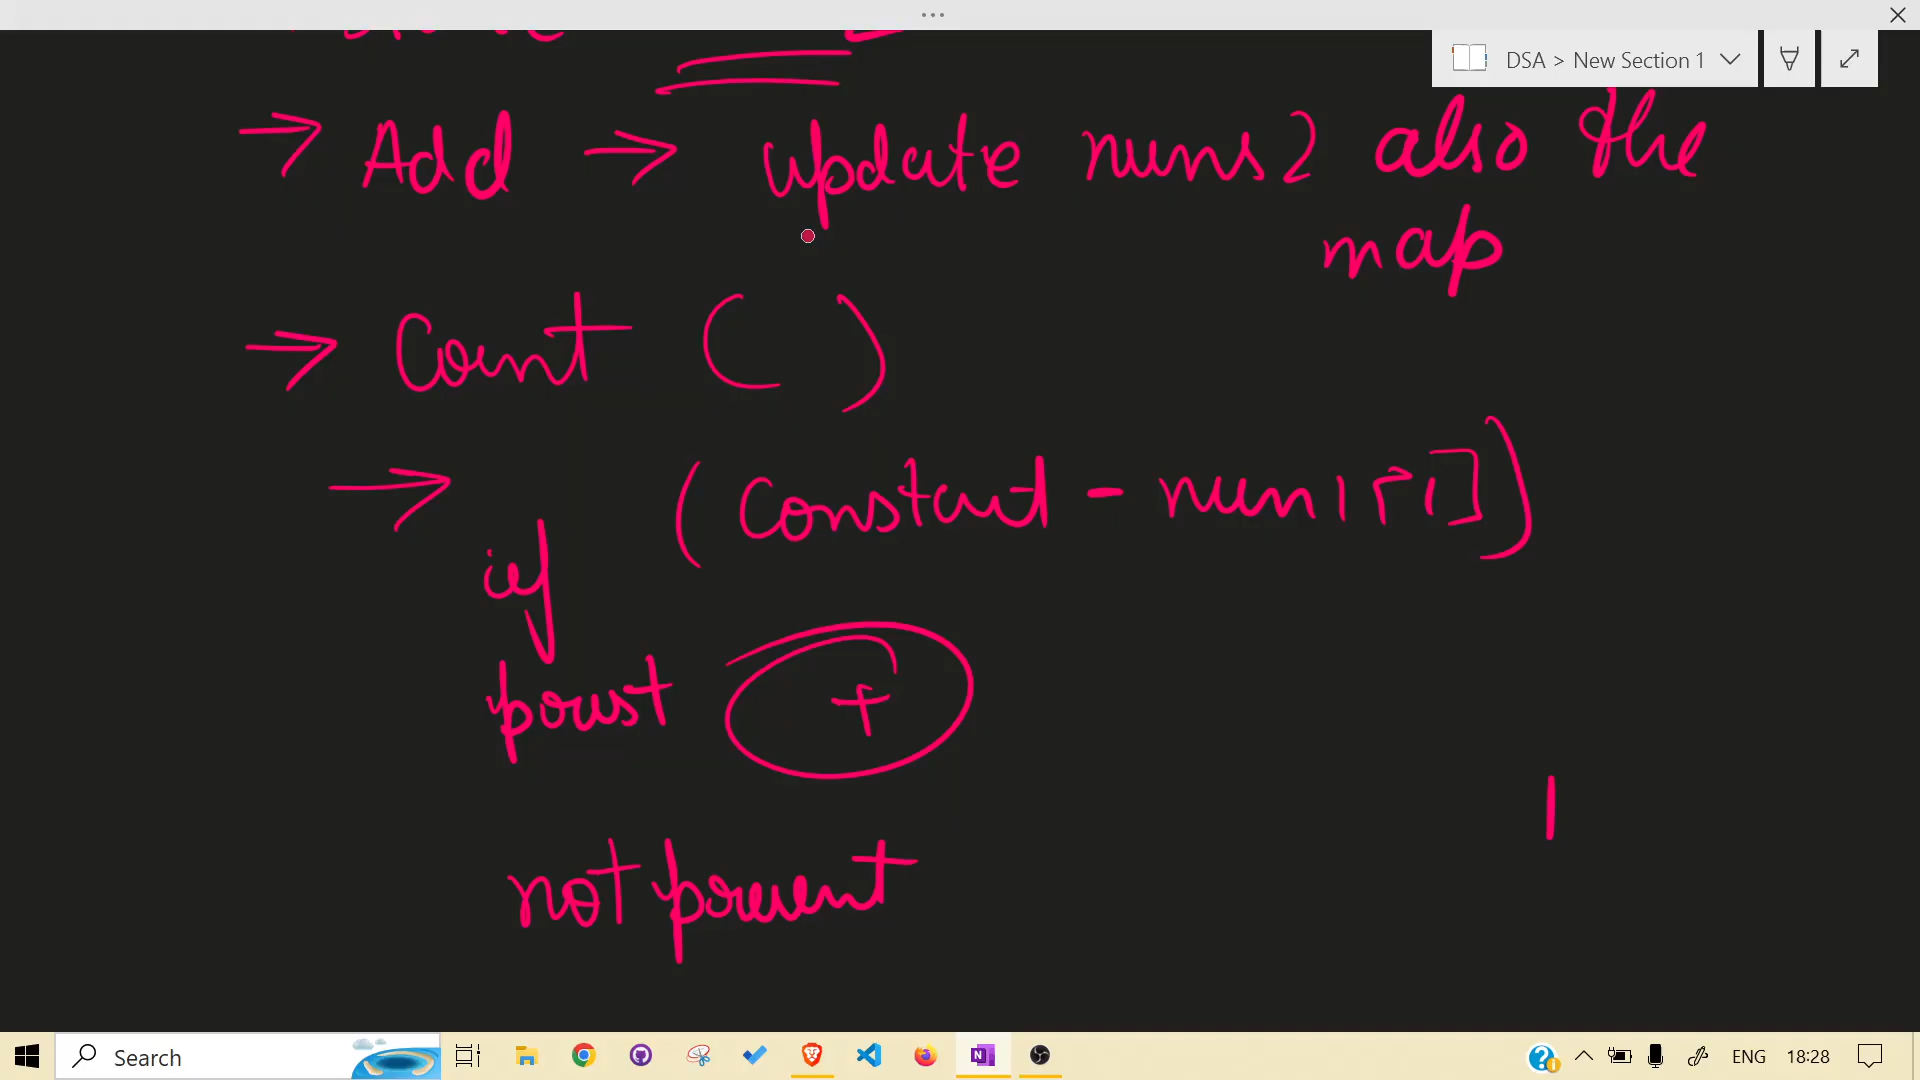 DSA > New Section 1
→ Add → update nums2 also the
map
→ Count ( )
→ (Constant - num1[i])
if
prest +
not present
Search
ENG 18:28